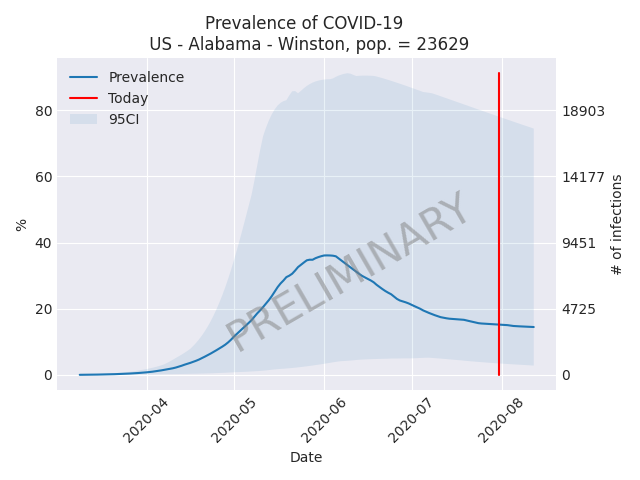 Prevalence of COVID-19
US - Alabama - Winston, pop. = 23629
Prevalence
Today
95CI
80
60
40
20
0
%
18903
14177
9451
4725
0
# of infections
PRELIMINARY
2020-04
2020-05
2020-06
2020-07
2020-08
Date